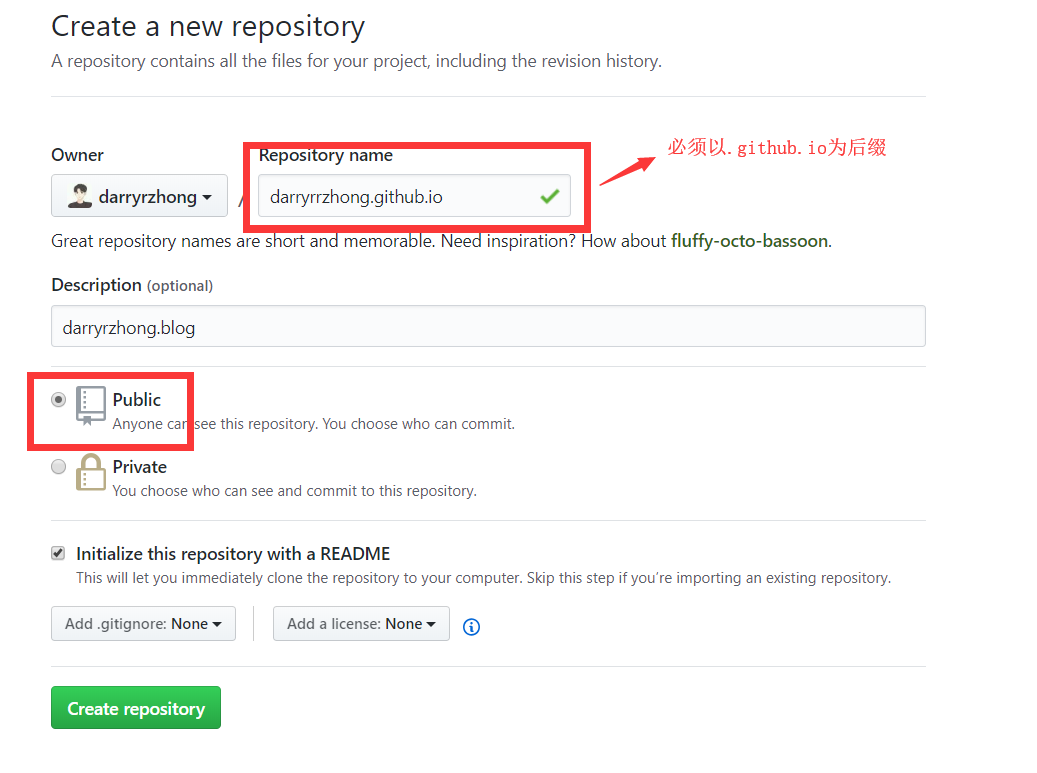 Create a new repository
A repository contains all the files for your project, including the revision history.
Owner
Repository name
必须以.github.io为后缀
darryrzhong
/
darryrrzhong.github.io
Great repository names are short and memorable. Need inspiration? How about fluffy-octo-bassoon.
Description (optional)
darryrzhong.blog
Public
Anyone can see this repository. You choose who can commit.
Private
You choose who can see and commit to this repository.
Initialize this repository with a README
This will let you immediately clone the repository to your computer. Skip this step if you’re importing an existing repository.
Add .gitignore: None
Add a license: None
Create repository